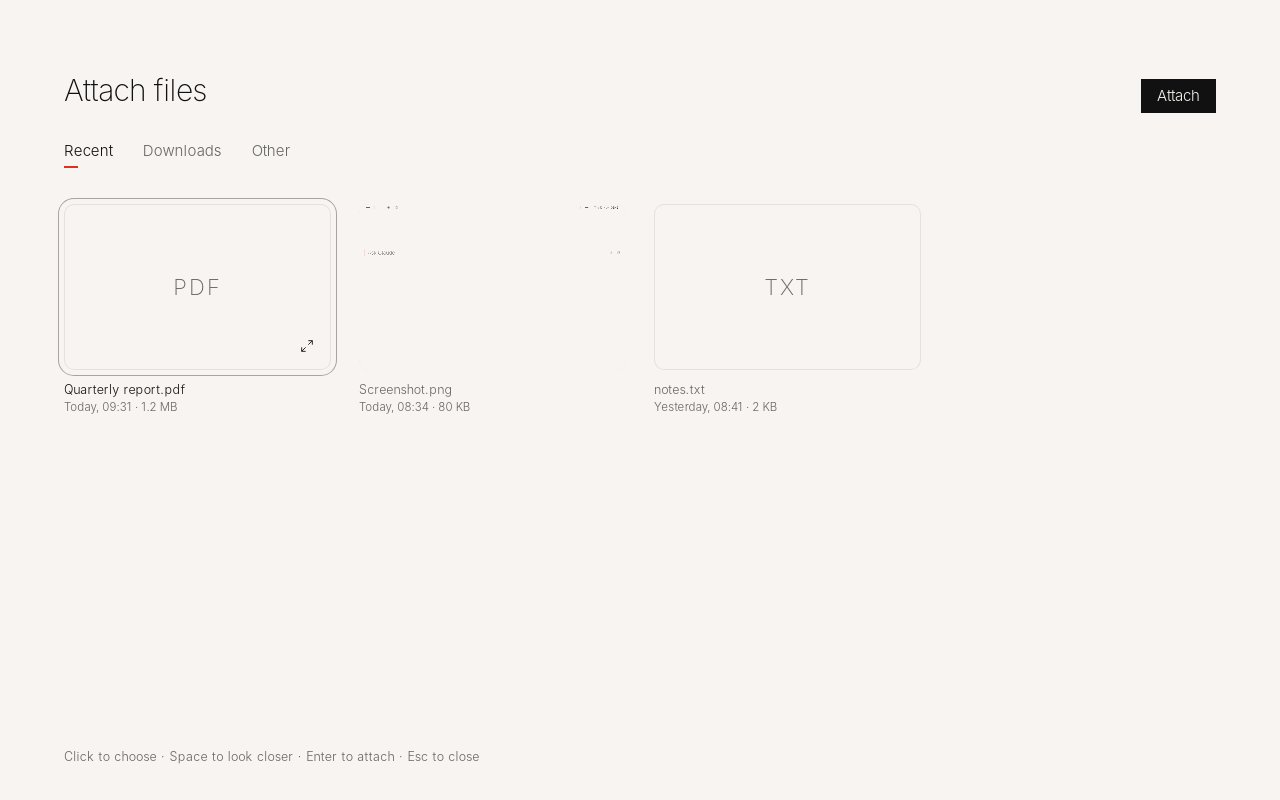 Attach files
Attach
Recent
Downloads
Other
PDF
TXT
Quarterly report.pdf
Today, 09:31 · 1.2 MB
Screenshot.png
Today, 08:34 · 80 KB
notes.txt
Yesterday, 08:41 · 2 KB
Click to choose · Space to look closer · Enter to attach · Esc to close